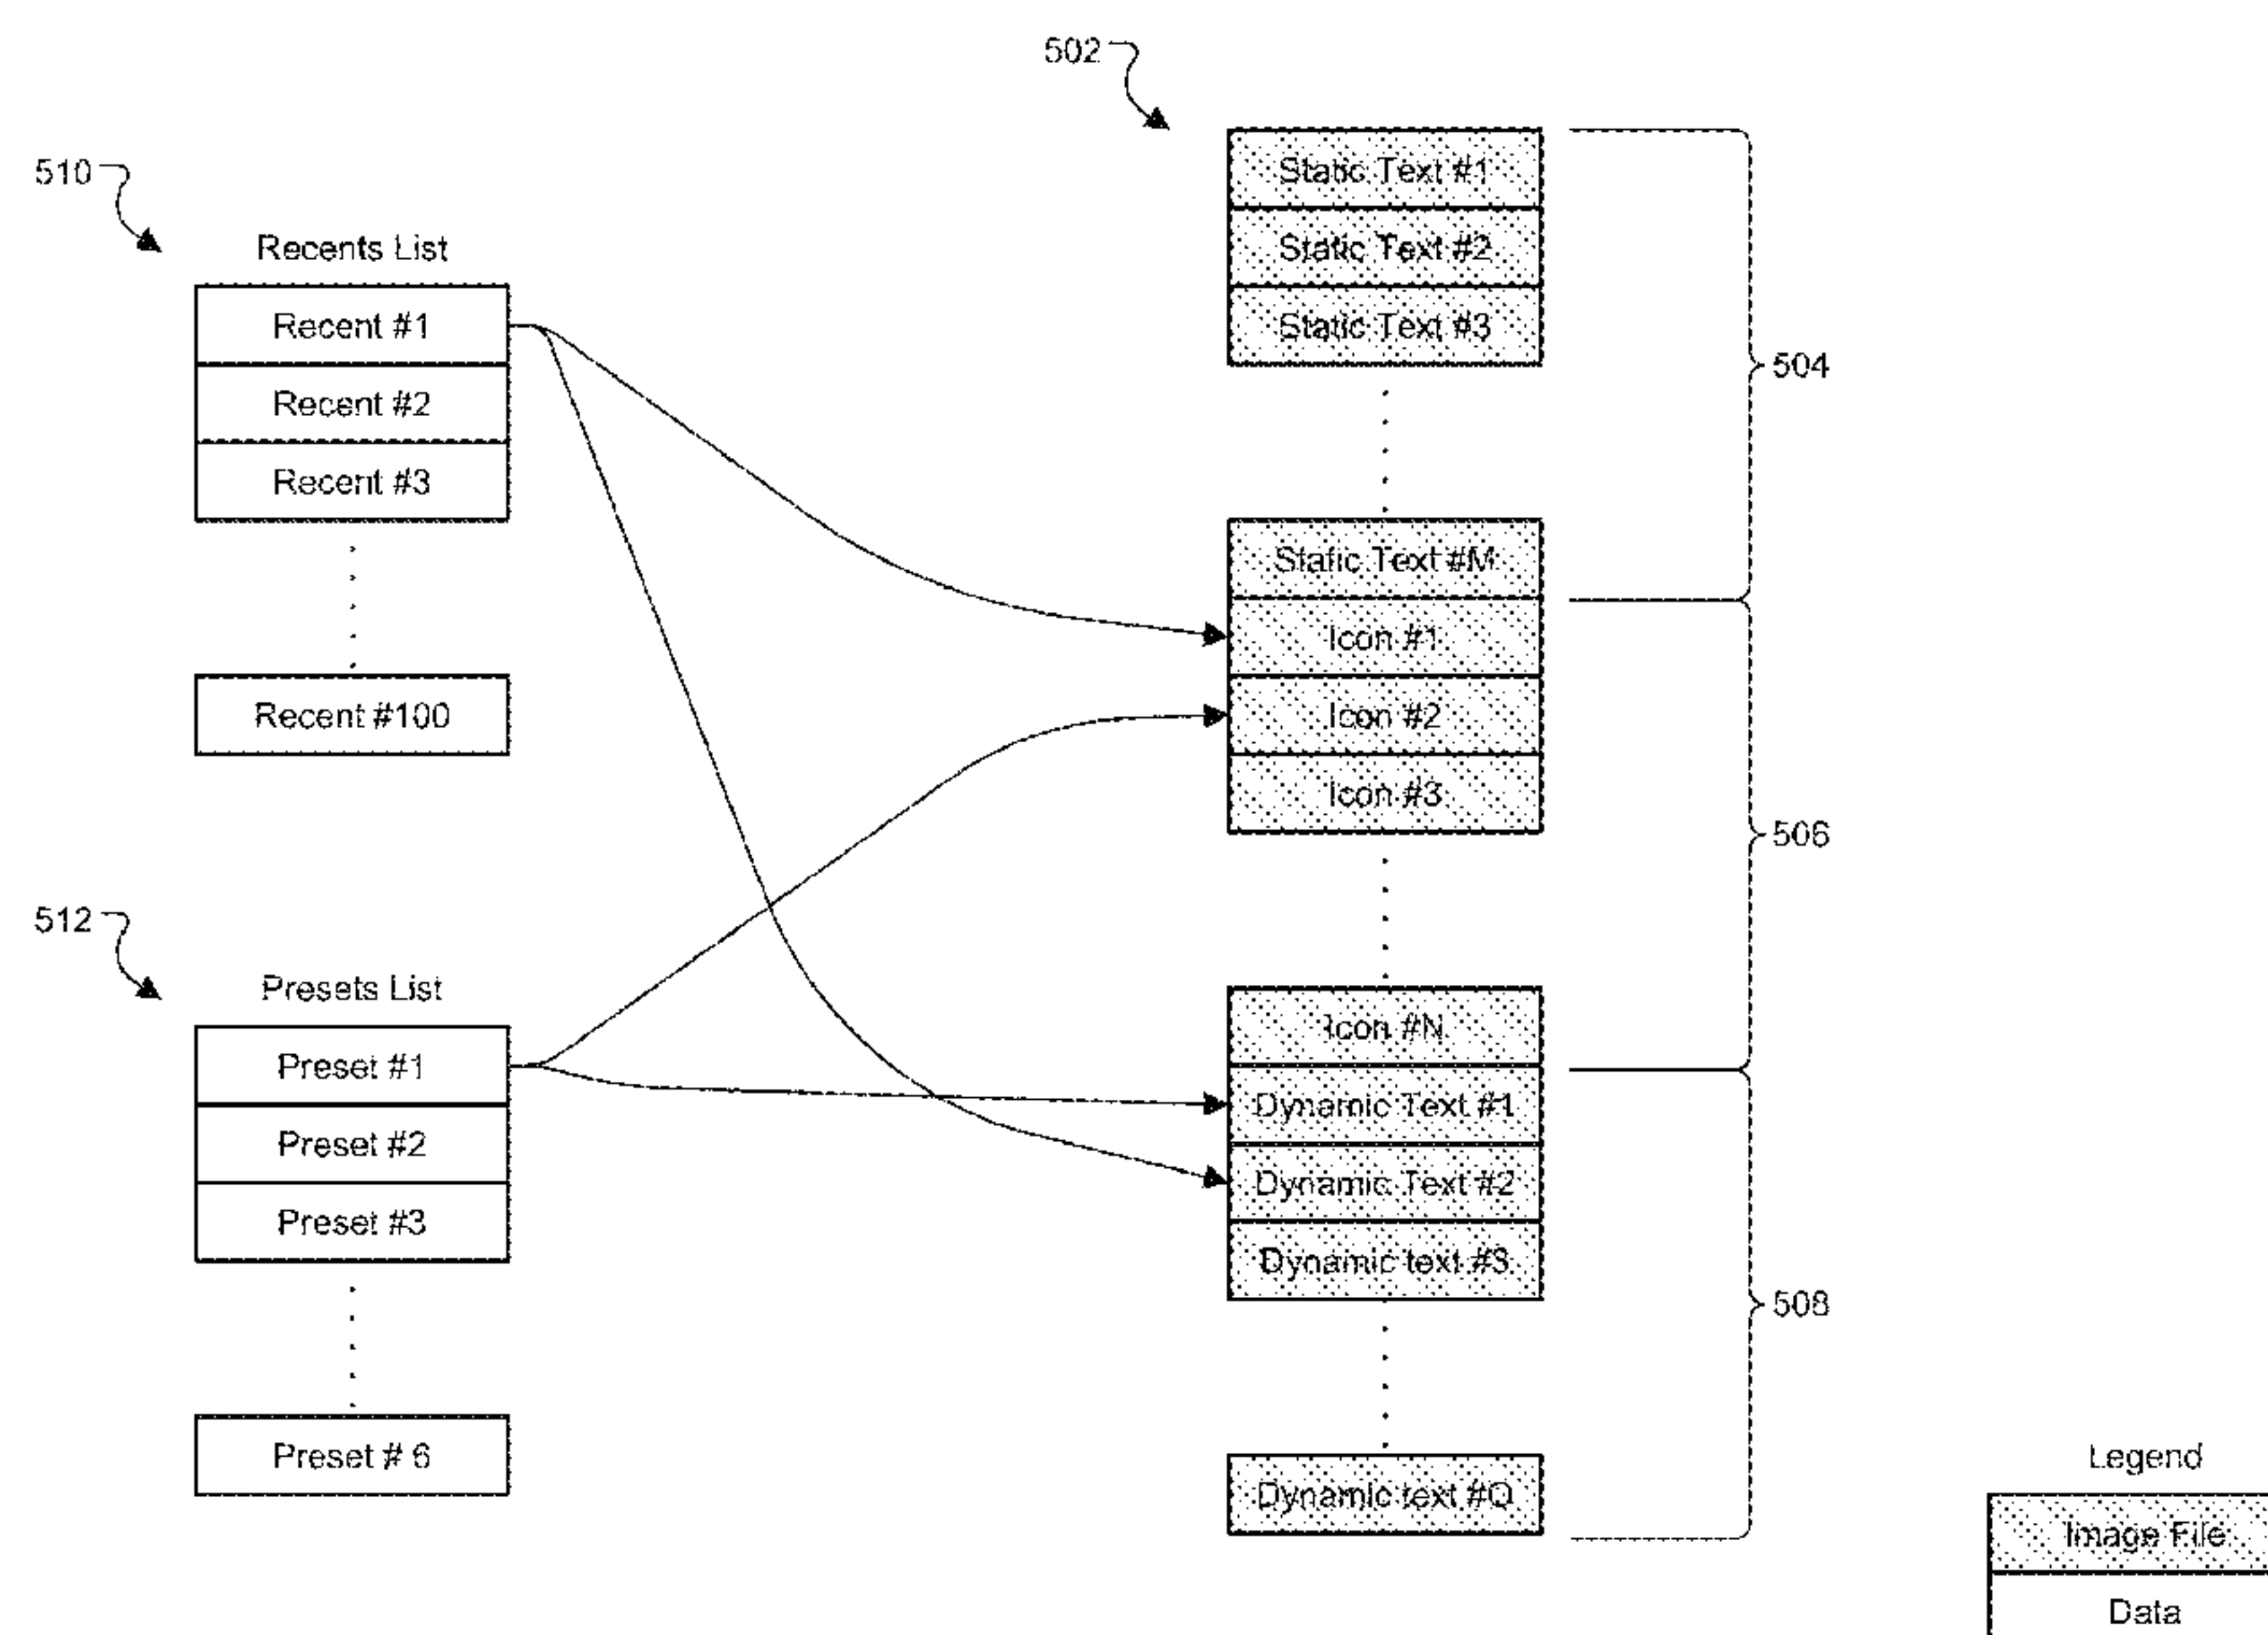 502
510
Recents List
Recent #1
Recent #2
Recent #3
Recent #100
512
Presets List
Preset #1
Preset #2
Preset #3
Preset # 6
Static Text #1
Static Text #2
Static Text #3
Static Text #M
Icon #1
Icon #2
Icon #3
Icon #N
Dynamic Text #1
Dynamic Text #2
Dynamic text #3
Dynamic text #Q
504
506
508
Legend
Image File
Data